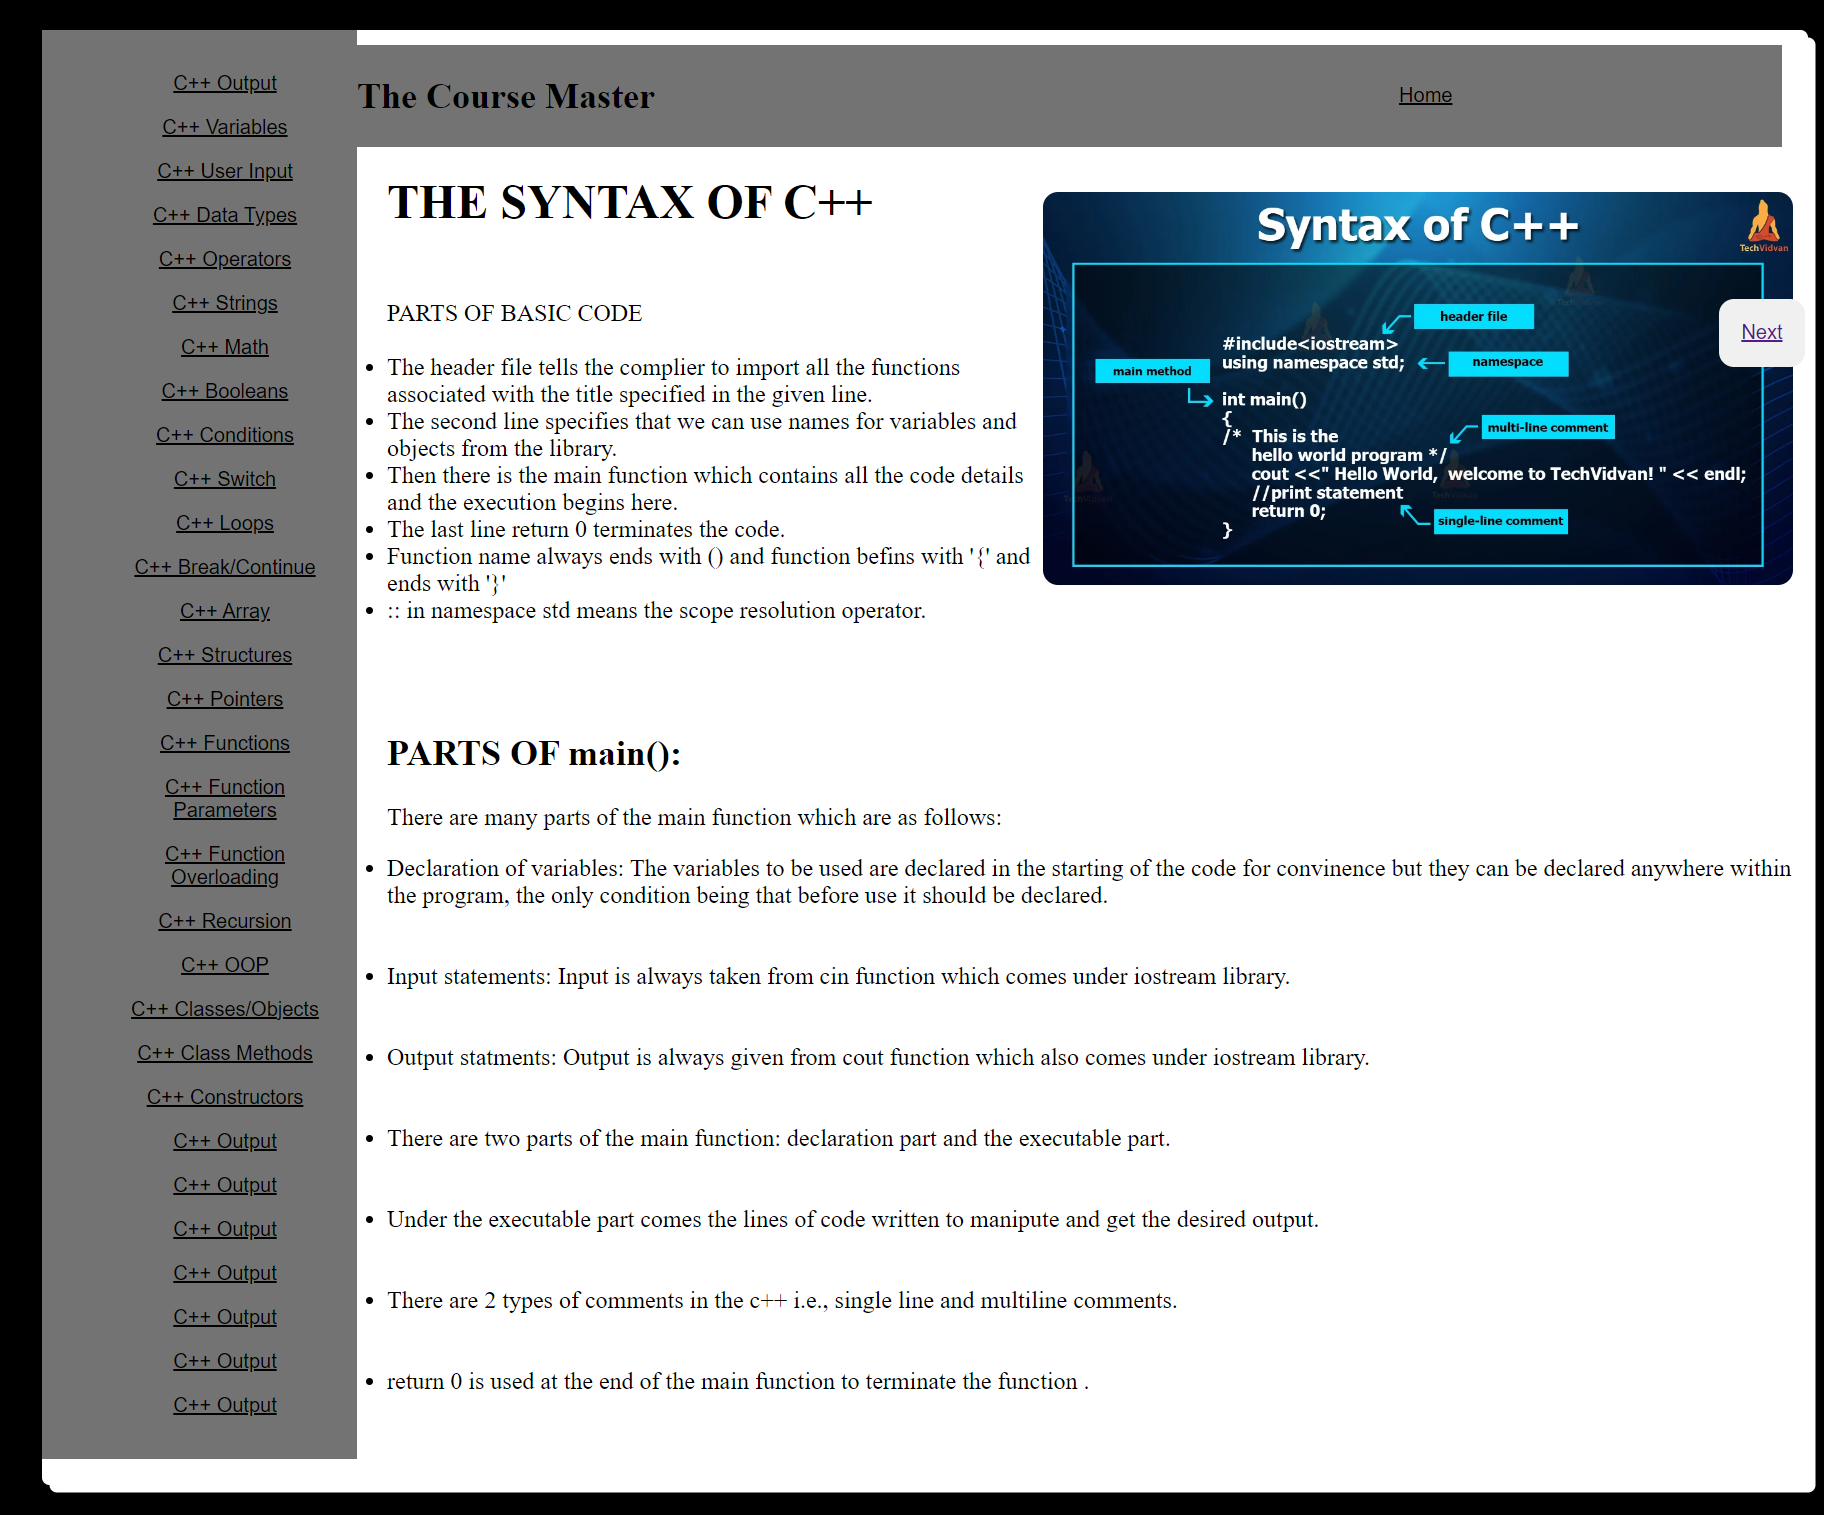 C++ Output
C++ Variables
C++ User Input
C++ Data Types
C++ Operators
C++ Strings
C++ Math
C++ Booleans
C++ Conditions
C++ Switch
C++ Loops
C++ Break/Continue
C++ Array
C++ Structures
C++ Pointers
C++ Functions
C++ Function
Parameters
C++ Function
Overloading
C++ Recursion
C++ OOP
C++ Classes/Objects
C++ Class Methods
C++ Constructors
C++ Output
C++ Output
C++ Output
C++ Output
C++ Output
C++ Output
C++ Output
The Course Master
Home
THE SYNTAX OF C++
PARTS OF BASIC CODE
The header file tells the complier to import all the functions
associated with the title specified in the given line.
The second line specifies that we can use names for variables and
objects from the library.
Then there is the main function which contains all the code details
and the execution begins here.
The last line return 0 terminates the code.
Function name always ends with () and function befins with '{' and
ends with '}'
:: in namespace std means the scope resolution operator.
Syntax of C++
TechVidvan
header file
#include<iostream>
using namespace std;
namespace
main method
int main()
{
multi-line comment
/* This is the
hello world program */
cout <<" Hello World, welcome to TechVidvan! " << endl;
//print statement
return 0;
single-line comment
}
Next
PARTS OF main():
There are many parts of the main function which are as follows:
Declaration of variables: The variables to be used are declared in the starting of the code for convinence but they can be declared anywhere within
the program, the only condition being that before use it should be declared.
Input statements: Input is always taken from cin function which comes under iostream library.
Output statments: Output is always given from cout function which also comes under iostream library.
There are two parts of the main function: declaration part and the executable part.
Under the executable part comes the lines of code written to manipute and get the desired output.
There are 2 types of comments in the c++ i.e., single line and multiline comments.
return 0 is used at the end of the main function to terminate the function .